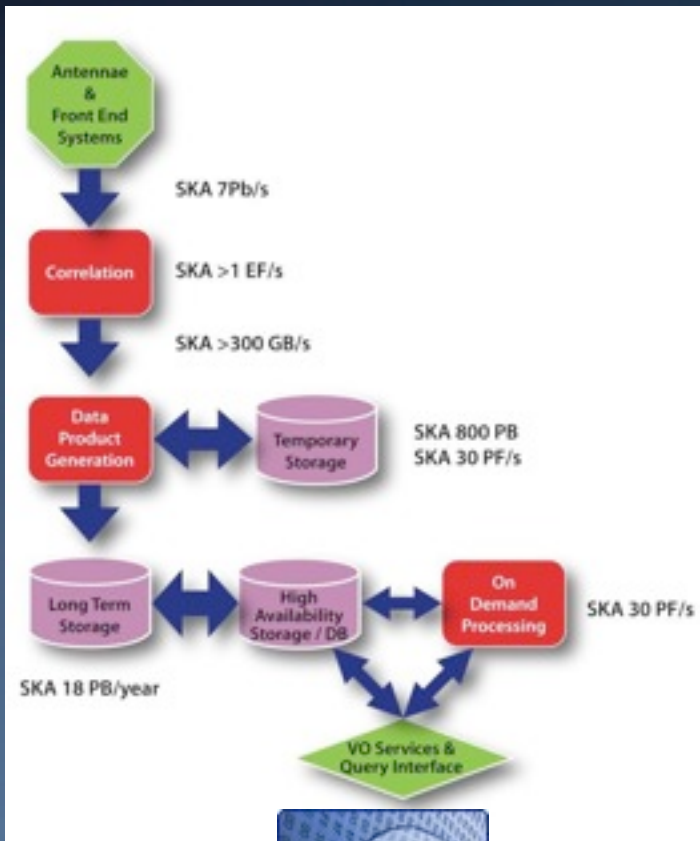 Antennae
&
Front End
Systems
SKA 7Pb/s
Correlation
SKA >1 EF/s
SKA >300 GB/s
Data
Product
Generation
Temporary
Storage
SKA 800 PB
SKA 30 PF/s
Long Term
Storage
High
Availability
Storage / DB
On
Demand
Processing
SKA 30 PF/s
SKA 18 PB/year
VO Services &
Query Interface